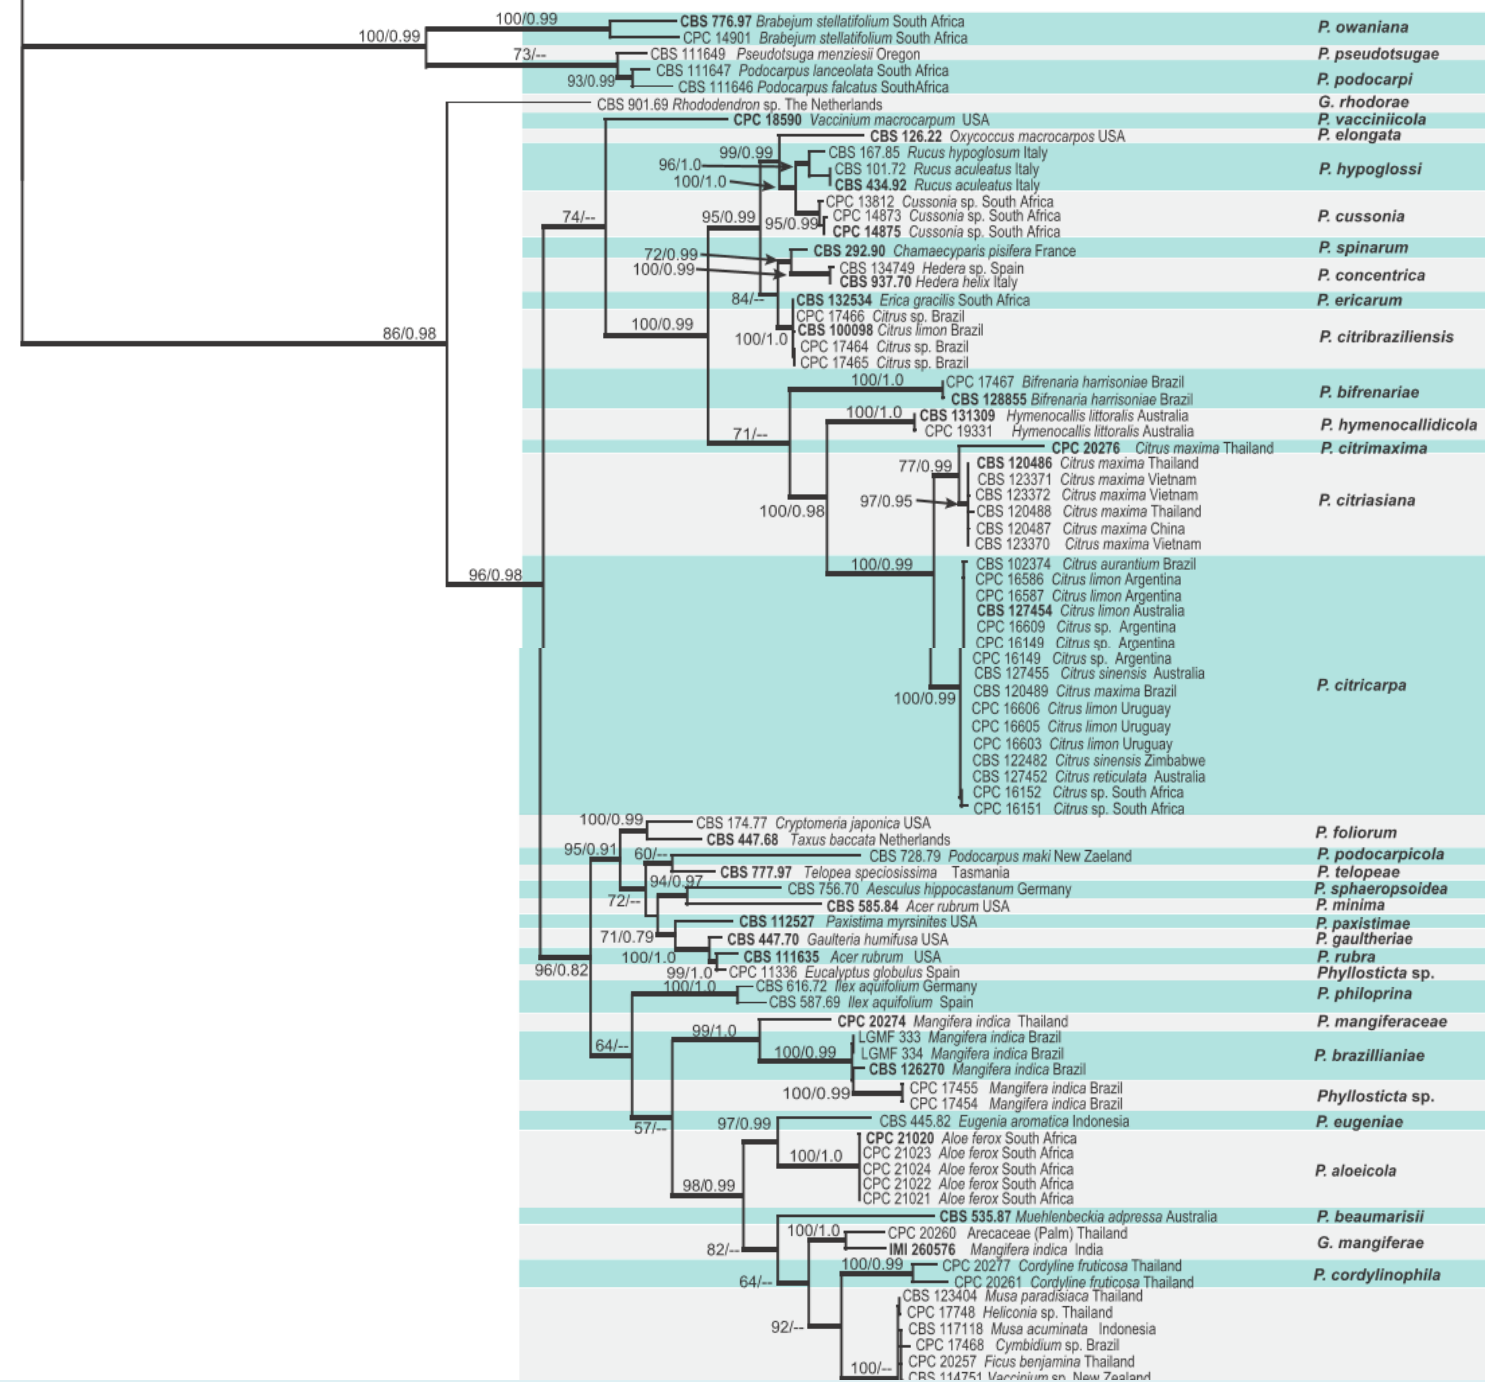 100/0.99
CBS 776.97 Brabejum stellatifolium South Africa
P. owaniana
100/0.99
CPC 14901 Brabejum stellatifolium South Africa
73/--
CBS 111649 Pseudotsuga menziesii Oregon
P. pseudotsugae
CBS 111647 Podocarpus lanceolata South Africa
P. podocarpi
93/0.99
CBS 111646 Podocarpus falcatus SouthAfrica
CBS 901.69 Rhododendron sp. The Netherlands
G. rhodorae
CPC 18590 Vaccinium macrocarpum USA
P. vacciniicola
CBS 126.22 Oxycoccus macrocarpos USA
P. elongata
99/0.99
CBS 167.85 Rucus hypoglosum Italy
96/1.0
CBS 101.72 Rucus aculeatus Italy
P. hypoglossi
100/1.0
CBS 434.92 Rucus aculeatus Italy
CPC 13812 Cussonia sp. South Africa
74/--
95/0.99
CPC 14873 Cussonia sp. South Africa
P. cussonia
95/0.99
CPC 14875 Cussonia sp. South Africa
72/0.99
CBS 292.90 Chamaecyparis pisifera France
P. spinarum
100/0.99
CBS 134749 Hedera sp. Spain
P. concentrica
CBS 937.70 Hedera helix Italy
84/--
CBS 132534 Erica gracilis South Africa
P. ericarum
CPC 17466 Citrus sp. Brazil
100/0.99
CBS 100098 Citrus limon Brazil
P. citribraziliensis
86/0.98
100/1.0
CPC 17464 Citrus sp. Brazil
CPC 17465 Citrus sp. Brazil
100/1.0
CPC 17467 Bifrenaria harrisoniae Brazil
P. bifrenariae
CBS 128855 Bifrenaria harrisoniae Brazil
100/1.0
CBS 131309 Hymenocallis littoralis Australia
P. hymenocallidicola
71/--
CPC 19331 Hymenocallis littoralis Australia
CPC 20276 Citrus maxima Thailand
P. citrimaxima
77/0.99
CBS 120486 Citrus maxima Thailand
CBS 123371 Citrus maxima Vietnam
97/0.95
CBS 123372 Citrus maxima Vietnam
P. citriasiana
100/0.98
CBS 120488 Citrus maxima Thailand
CBS 120487 Citrus maxima China
CBS 123370 Citrus maxima Vietnam
100/0.99
CBS 102374 Citrus aurantium Brazil
96/0.98
CPC 16586 Citrus limon Argentina
CPC 16587 Citrus limon Argentina
CBS 127454 Citrus limon Australia
CPC 16609 Citrus sp. Argentina
CPC 16149 Citrus sp. Argentina
CPC 16149 Citrus sp. Argentina
CBS 127455 Citrus sinensis Australia
P. citricarpa
100/0.99
CBS 120489 Citrus maxima Brazil
CPC 16606 Citrus limon Uruguay
CPC 16605 Citrus limon Uruguay
CPC 16603 Citrus limon Uruguay
CBS 122482 Citrus sinensis Zimbabwe
CBS 127452 Citrus reticulata Australia
CPC 16152 Citrus sp. South Africa
CPC 16151 Citrus sp. South Africa
100/0.99
CBS 174.77 Cryptomeria japonica USA
P. foliorum
CBS 447.68 Taxus baccata Netherlands
95/0.91
60/--
CBS 728.79 Podocarpus maki New Zaeland
P. podocarpicola
CBS 777.97 Telopea speciosissima Tasmania
P. telopeae
94/0.97
CBS 756.70 Aesculus hippocastanum Germany
P. sphaeropsoidea
72/--
CBS 585.84 Acer rubrum USA
P. minima
CBS 112527 Paxistima myrsinites USA
P. paxistimae
71/0.79
CBS 447.70 Gaulteria humifusa USA
P. gaultheriae
100/1.0
CBS 111635 Acer rubrum USA
P. rubra
96/0.82
99/1.0
CPC 11336 Eucalyptus globulus Spain
Phyllosticta sp.
100/1.0
CBS 616.72 Ilex aquifolium Germany
P. philoprina
CBS 587.69 Ilex aquifolium Spain
CPC 20274 Mangifera indica Thailand
P. mangiferaceae
99/1.0
LGMF 333 Mangifera indica Brazil
64/--
100/0.99
LGMF 334 Mangifera indica Brazil
P. brazillianiae
CBS 126270 Mangifera indica Brazil
100/0.99
CPC 17455 Mangifera indica Brazil
Phyllosticta sp.
CPC 17454 Mangifera indica Brazil
57/--
97/0.99
CBS 445.82 Eugenia aromatica Indonesia
P. eugeniae
CPC 21020 Aloe ferox South Africa
100/1.0
CPC 21023 Aloe ferox South Africa
CPC 21024 Aloe ferox South Africa
P. aloeicola
98/0.99
CPC 21022 Aloe ferox South Africa
CPC 21021 Aloe ferox South Africa
CBS 535.87 Muehlenbeckia adpressa Australia
P. beaumarisii
100/1.0
CPC 20260 Arecaceae (Palm) Thailand
G. mangiferae
82/--
IMI 260576 Mangifera indica India
100/0.99
CPC 20277 Cordyline fruticosa Thailand
P. cordylinophila
64/--
CPC 20261 Cordyline fruticosa Thailand
CBS 123404 Musa paradisiaca Thailand
CPC 17748 Heliconia sp. Thailand
92/--
CBS 117118 Musa acuminata Indonesia
CPC 17468 Cymbidium sp. Brazil
100/--
CPC 20257 Ficus benjamina Thailand
CBS 114751 Vaccinium sp. New Zealand